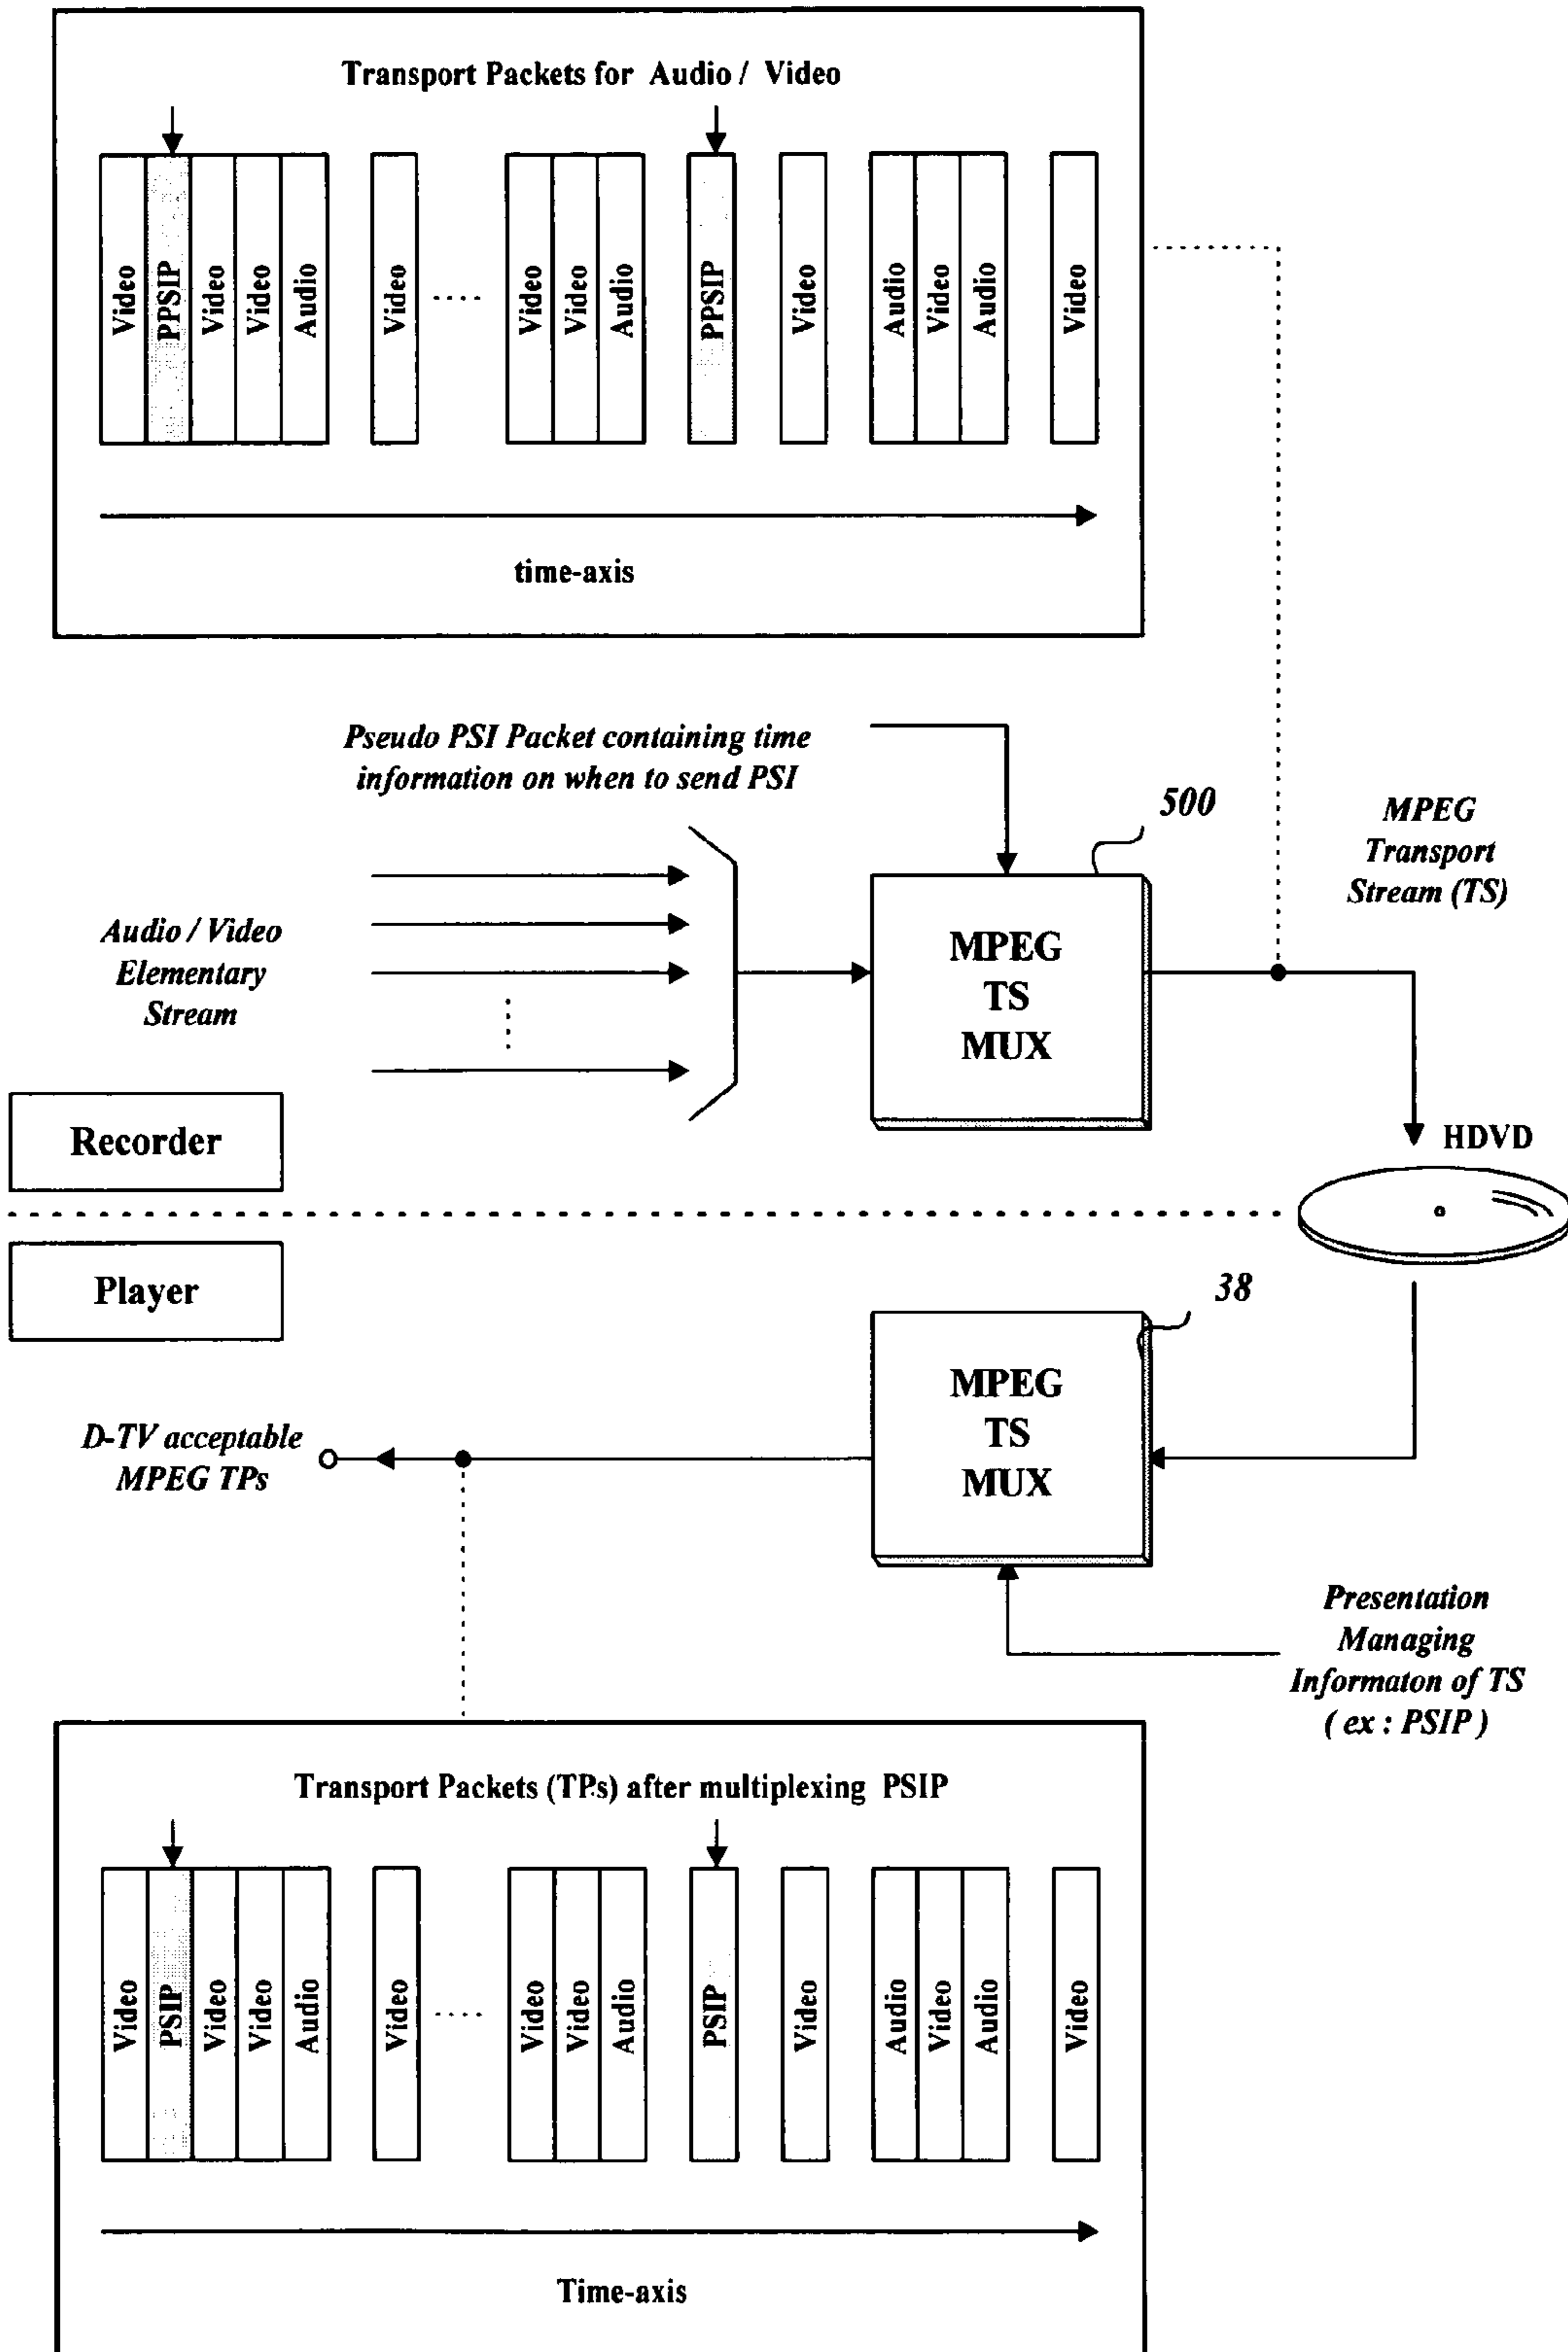 Transport Packets for Audio / Video
Video PPSIP Video Video Audio Video Video Video Audio PPSIP Video Audio Video Audio Video
time-axis
Pseudo PSI Packet containing time
information on when to send PSI
500
MPEG
Transport
Stream (TS)
Audio / Video
Elementary
Stream
MPEG
TS
MUX
Recorder
HDVD
Player
38
MPEG
TS
MUX
D-TV acceptable
MPEG TPs
Presentation
Managing
Informaton of TS
( ex : PSIP )
Transport Packets (TPs) after multiplexing PSIP
Video PSIP Video Video Audio Video Video Video Audio PSIP Video Audio Video Audio Video
Time-axis